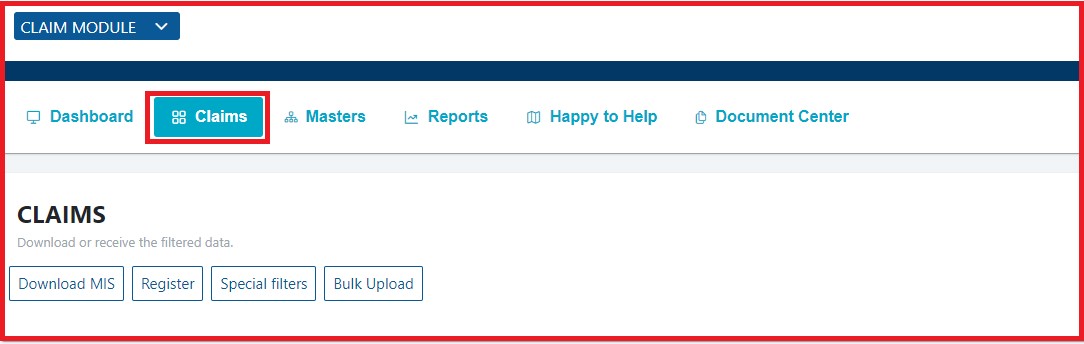 CLAIM MODULE
Dashboard Claims Masters Reports Happy to Help Document Center
CLAIMS
Download or receive the filtered data.
Download MIS Register Special filters Bulk Upload